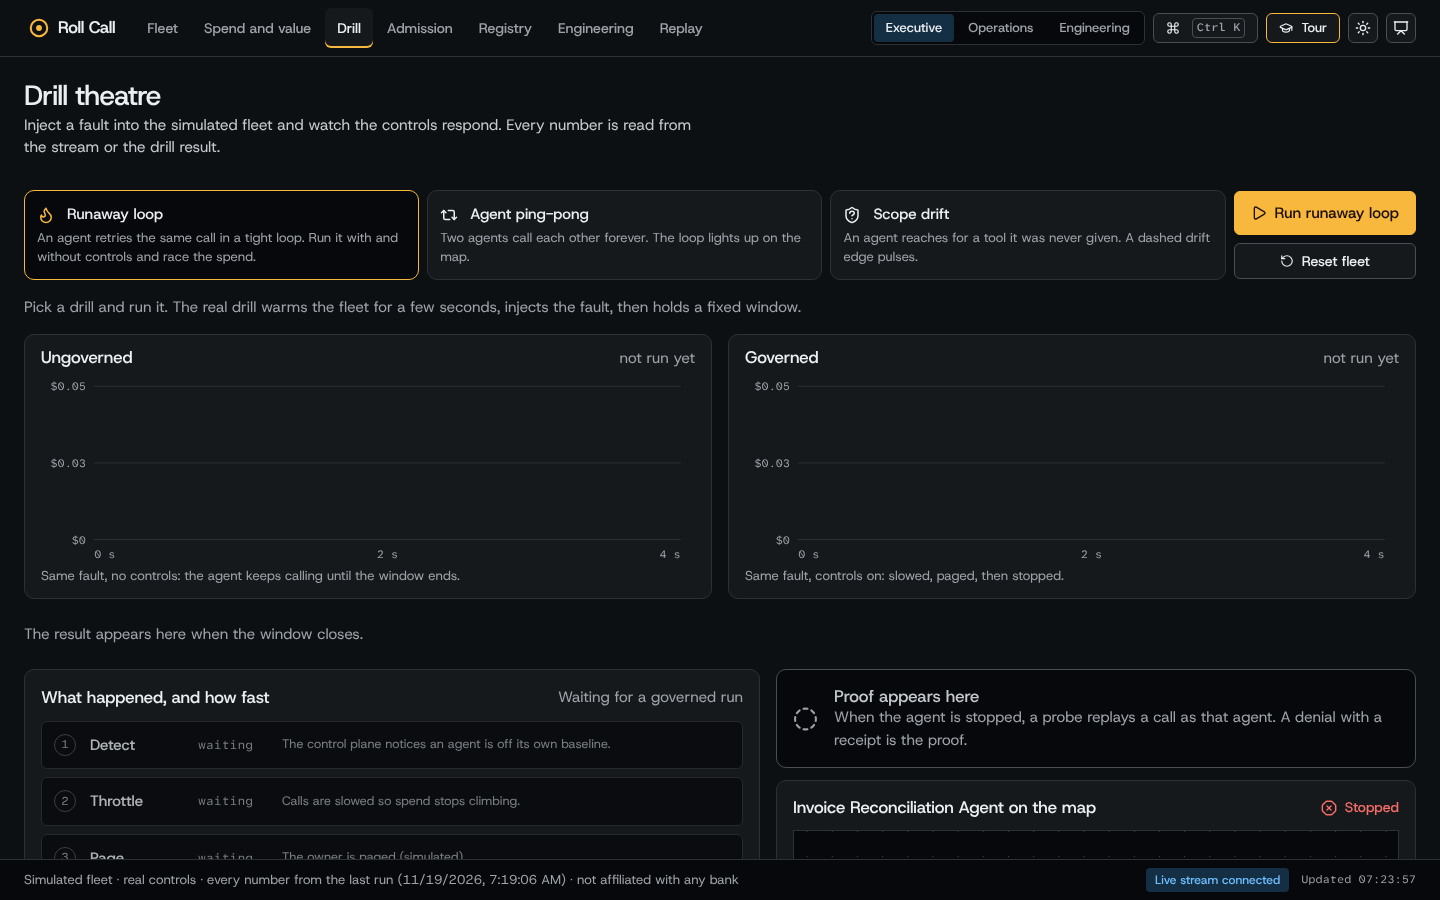 Roll Call
Fleet
Spend and value
Drill
Admission
Registry
Engineering
Replay
Executive
Operations
Engineering
⌘ Ctrl K
Tour
Drill theatre
Inject a fault into the simulated fleet and watch the controls respond. Every number is read from
the stream or the drill result.
Runaway loop
An agent retries the same call in a tight loop. Run it with and
without controls and race the spend.
Agent ping-pong
Two agents call each other forever. The loop lights up on the
map.
Scope drift
An agent reaches for a tool it was never given. A dashed drift
edge pulses.
Run runaway loop
Reset fleet
Pick a drill and run it. The real drill warms the fleet for a few seconds, injects the fault, then holds a fixed window.
Ungoverned
not run yet
$0.05
$0.03
$0
0 s
2 s
4 s
Same fault, no controls: the agent keeps calling until the window ends.
Governed
not run yet
$0.05
$0.03
$0
0 s
2 s
4 s
Same fault, controls on: slowed, paged, then stopped.
The result appears here when the window closes.
What happened, and how fast
Waiting for a governed run
1 Detect waiting The control plane notices an agent is off its own baseline.
2 Throttle waiting Calls are slowed so spend stops climbing.
3 Page waiting The owner is paged (simulated)
Proof appears here
When the agent is stopped, a probe replays a call as that agent. A denial with a
receipt is the proof.
Invoice Reconciliation Agent on the map
Stopped
Simulated fleet · real controls · every number from the last run (11/19/2026, 7:19:06 AM) · not affiliated with any bank
Live stream connected
Updated 07:23:57